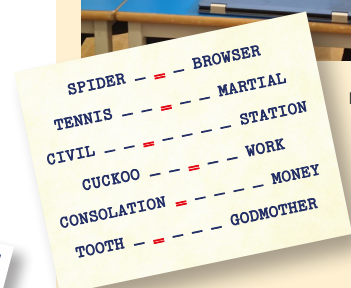 SPIDER _ = _ BROWSER
TENNIS _ _ = _ _ MARTIAL
CIVIL _ _ = _ _ _ _ STATION
CUCKOO _ _ = _ _ WORK
CONSOLATION = _ _ _ _ MONEY
TOOTH _ = _ _ _ GODMOTHER